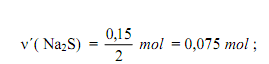 ν´( Na₂S) = 0,15/2 mol = 0,075 mol ;